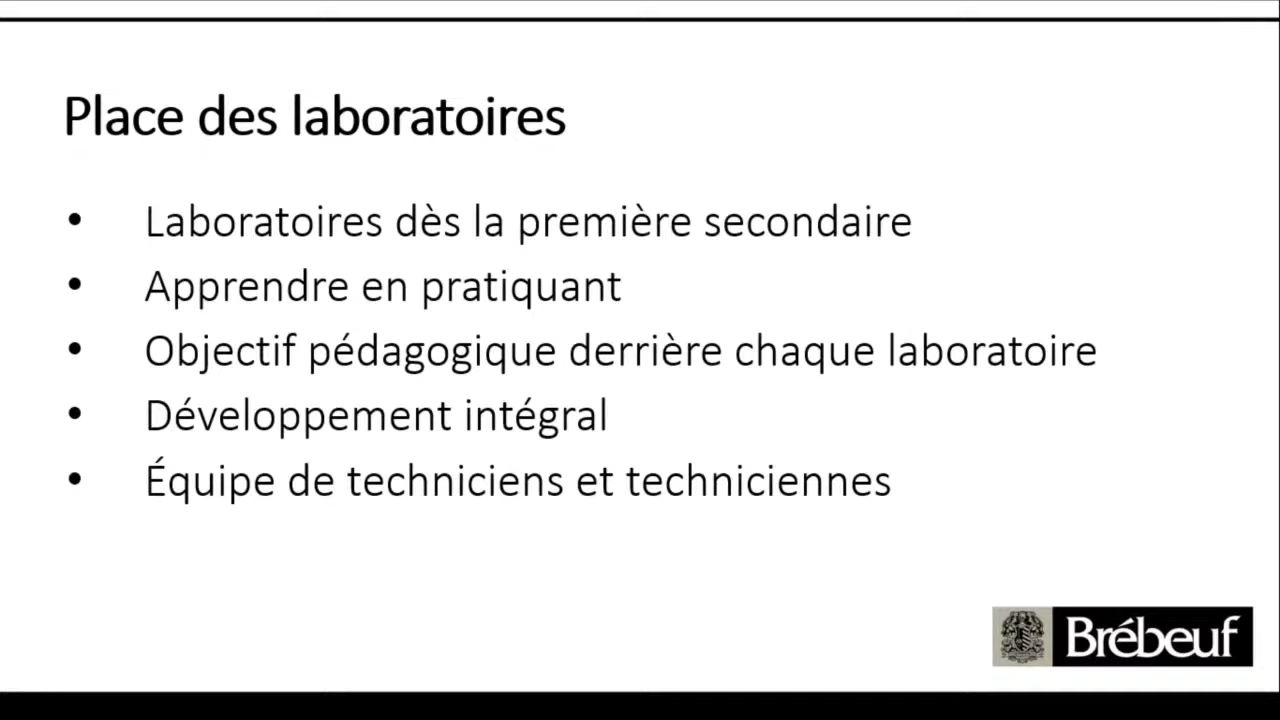 Place des laboratoires
• Laboratoires dès la première secondaire
• Apprendre en pratiquant
• Objectif pédagogique derrière chaque laboratoire
• Développement intégral
• Équipe de techniciens et techniciennes
Brébeuf